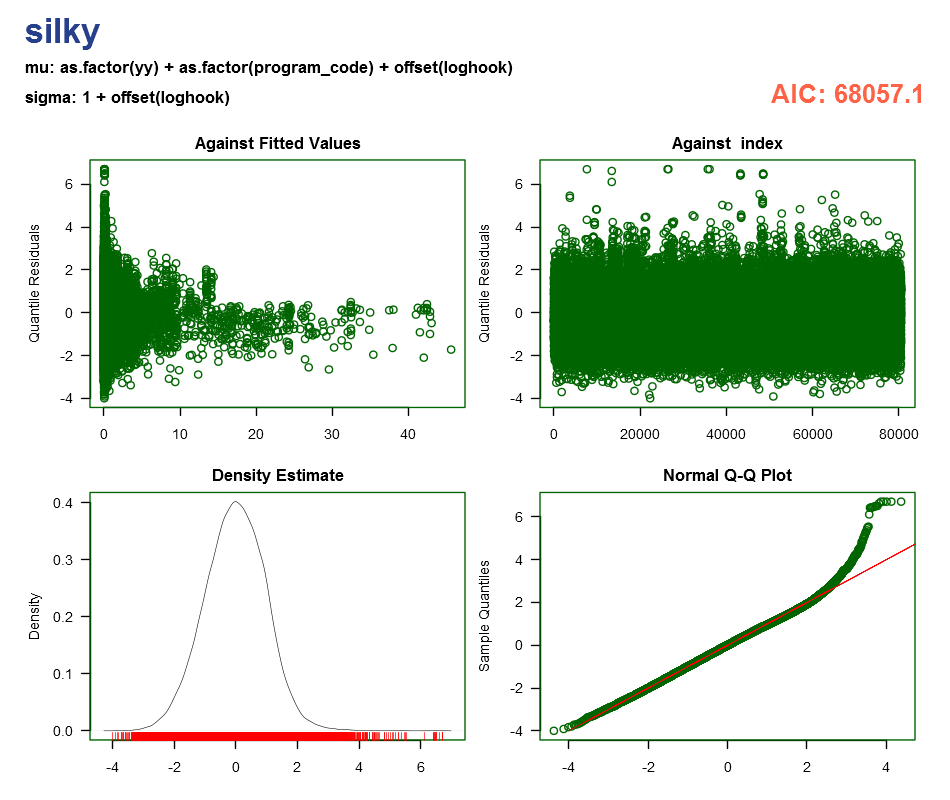 silky
mu: as.factor(yy) + as.factor(program_code) + offset(loghook)
sigma: 1 + offset(loghook)
AIC: 68057.1
Against Fitted Values
Quantile Residuals
6
4
2
0
-2
-4
0 10 20 30 40
Against index
Quantile Residuals
6
4
2
0
-2
-4
0 20000 40000 60000 80000
Density Estimate
Density
0.4
0.3
0.2
0.1
0.0
-4 -2 0 2 4 6
Normal Q-Q Plot
Sample Quantiles
6
4
2
0
-2
-4
-4 -2 0 2 4